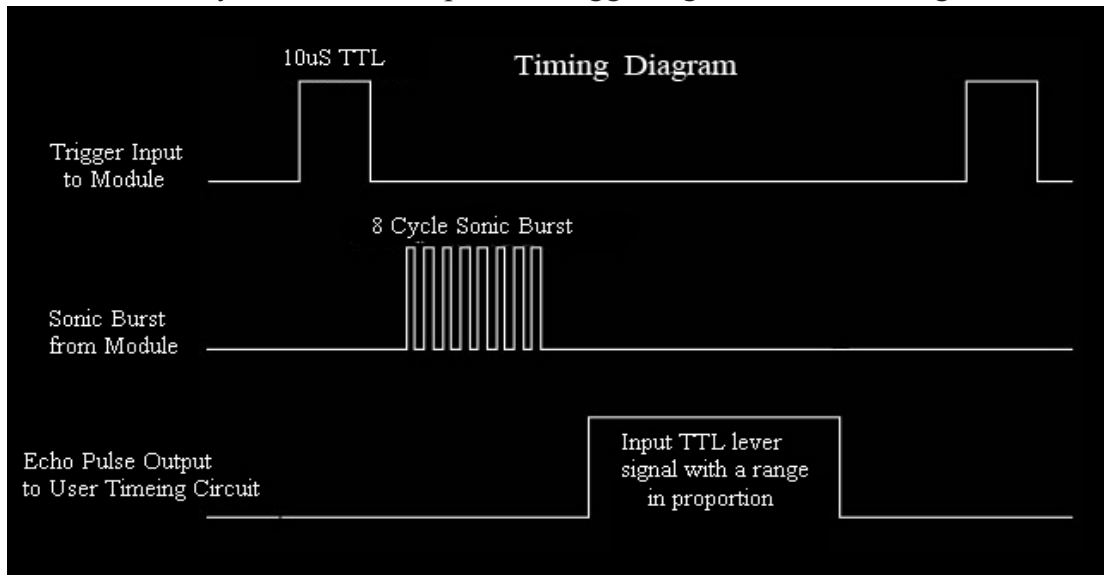 10uS TTL
Timing Diagram
Trigger Input
to Module
8 Cycle Sonic Burst
Sonic Burst
from Module
Input TTL lever
signal with a range
in proportion
Echo Pulse Output
to User Timeing Circuit